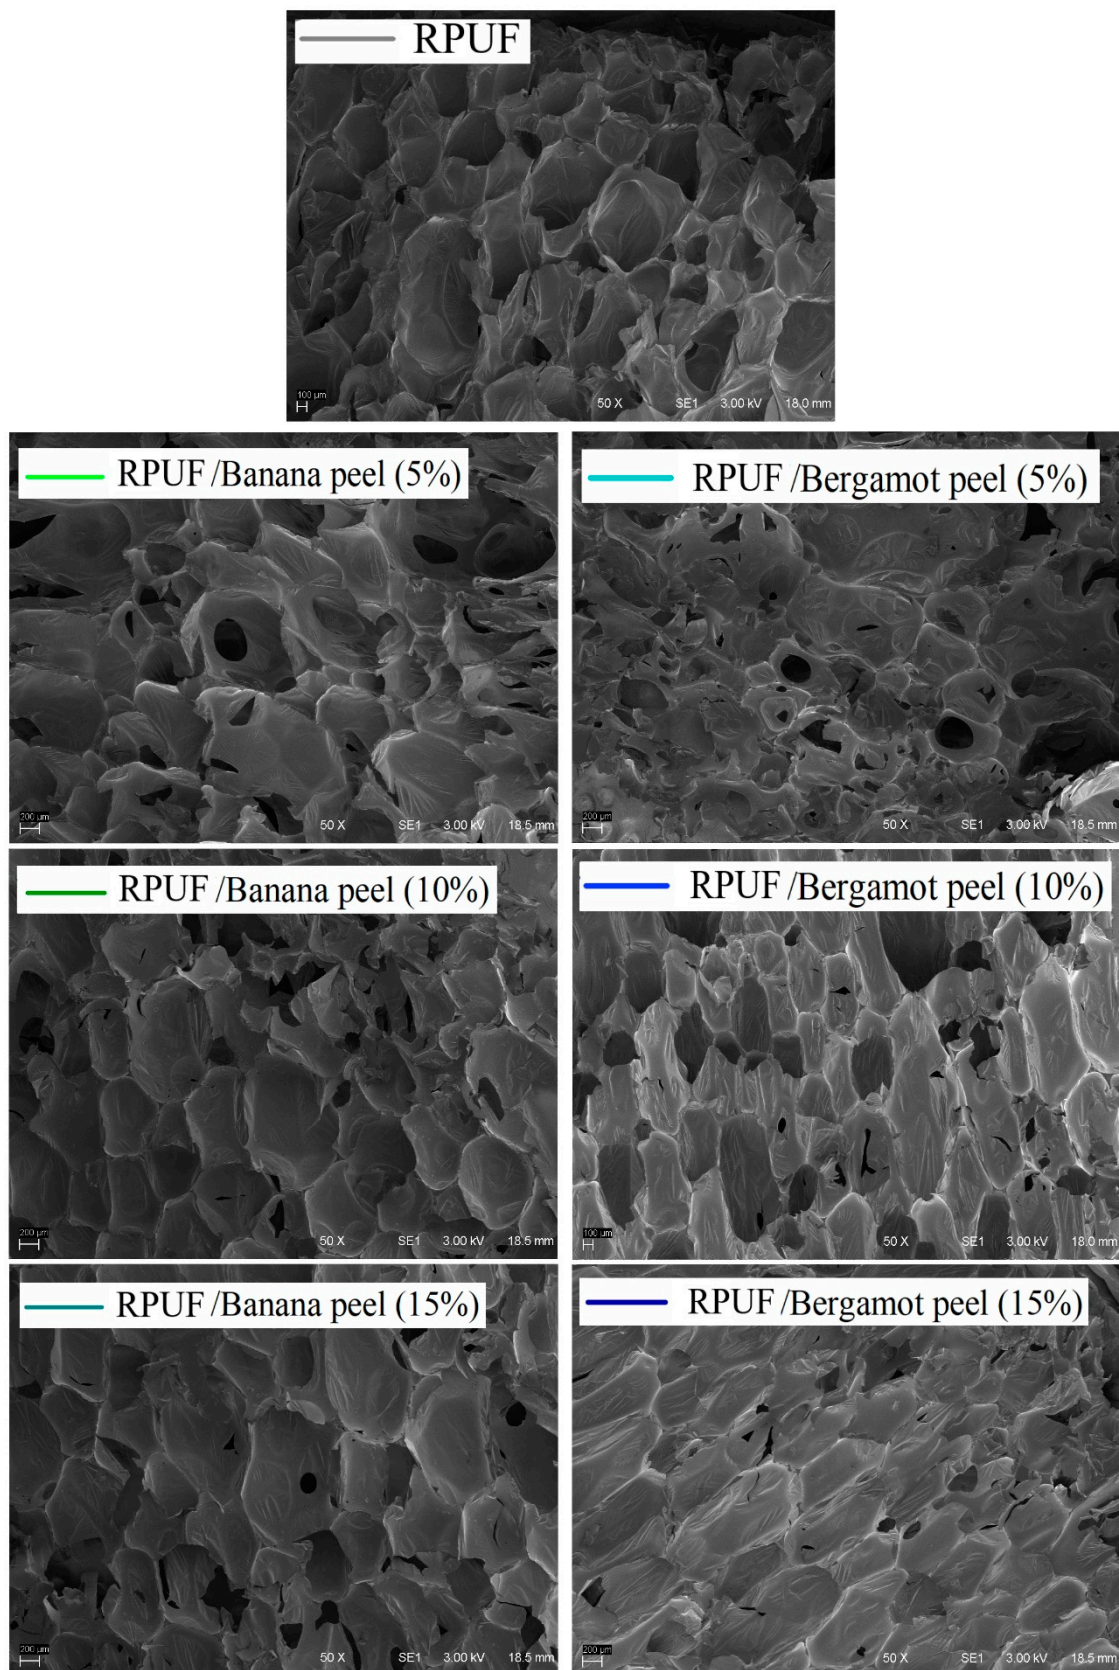 RPUF
100 µm
50 X SE1 3.00 kV 18.0 mm
RPUF /Banana peel (5%)
200 µm
50 X SE1 3.00 kV 18.5 mm
RPUF /Bergamot peel (5%)
200 µm
50 X SE1 3.00 kV 18.5 mm
RPUF /Banana peel (10%)
200 µm
50 X SE1 3.00 kV 18.5 mm
RPUF /Bergamot peel (10%)
100 µm
50 X SE1 3.00 kV 18.0 mm
RPUF /Banana peel (15%)
200 µm
50 X SE1 3.00 kV 18.5 mm
RPUF /Bergamot peel (15%)
200 µm
50 X SE1 3.00 kV 18.5 mm